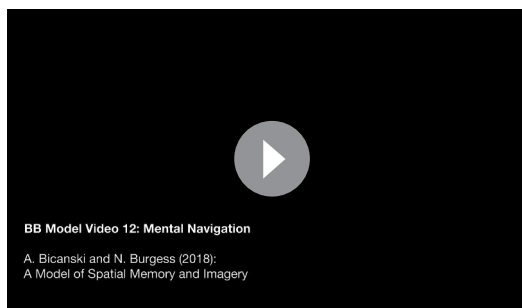 BB Model Video 12: Mental Navigation
A. Bicanski and N. Burgess (2018):
A Model of Spatial Memory and Imagery